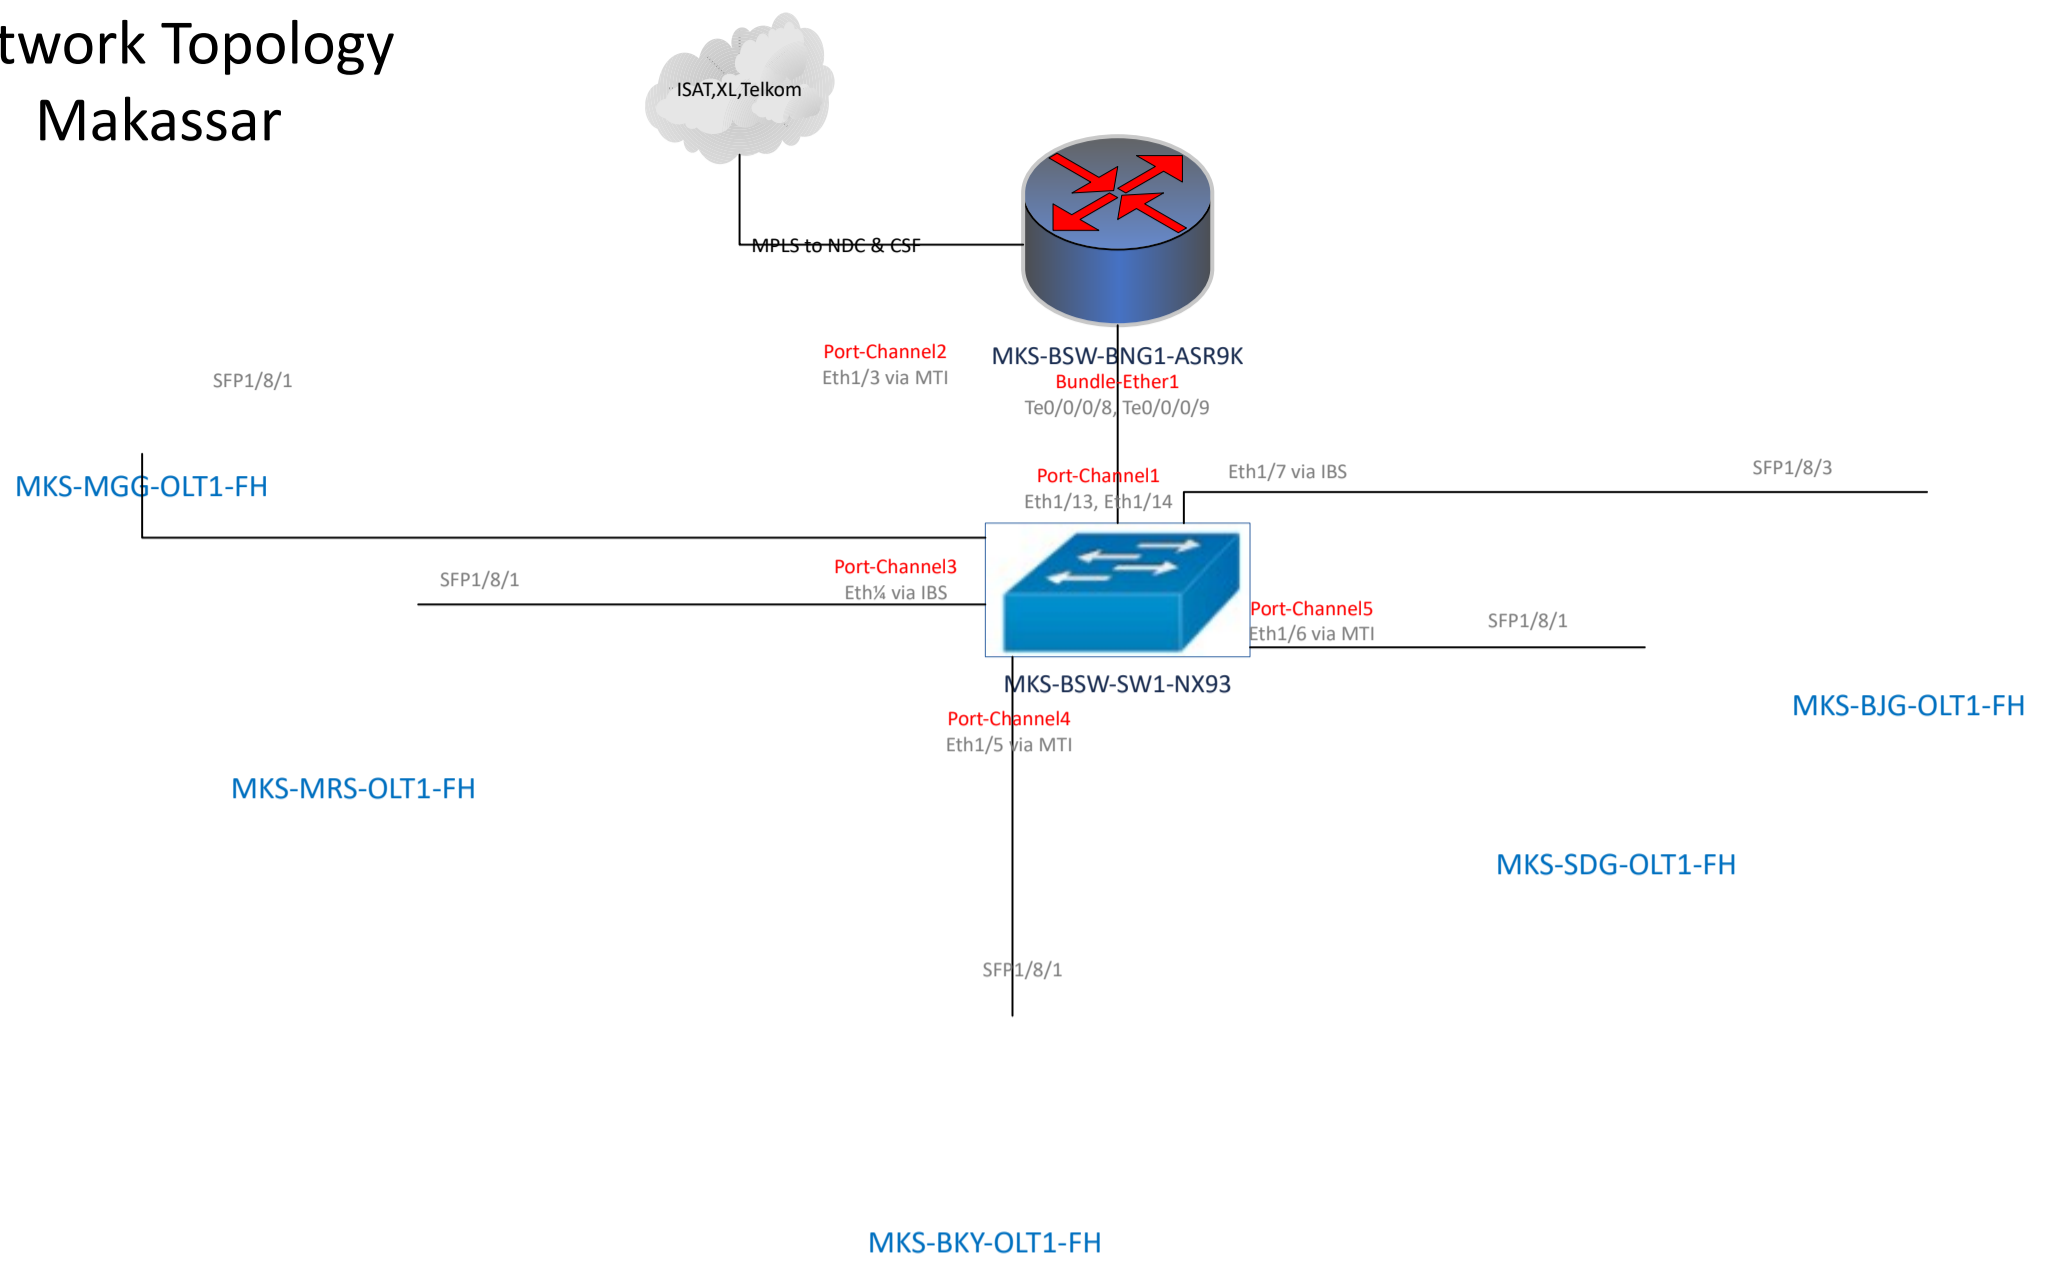 twork Topology
Makassar
ISAT,XL,Telkom
MPLS to NDC & CSF
MKS-BSW-BNG1-ASR9K
Bundle-Ether1
Te0/0/0/8, Te0/0/0/9
Port-Channel2
Eth1/3 via MTI
SFP1/8/1
MKS-MGG-OLT1-FH
Port-Channel1
Eth1/13, Eth1/14
Eth1/7 via IBS
SFP1/8/3
Port-Channel3
Eth¼ via IBS
SFP1/8/1
Port-Channel5
Eth1/6 via MTI
SFP1/8/1
MKS-BSW-SW1-NX93
Port-Channel4
Eth1/5 via MTI
MKS-BJG-OLT1-FH
MKS-MRS-OLT1-FH
MKS-SDG-OLT1-FH
SFP1/8/1
MKS-BKY-OLT1-FH